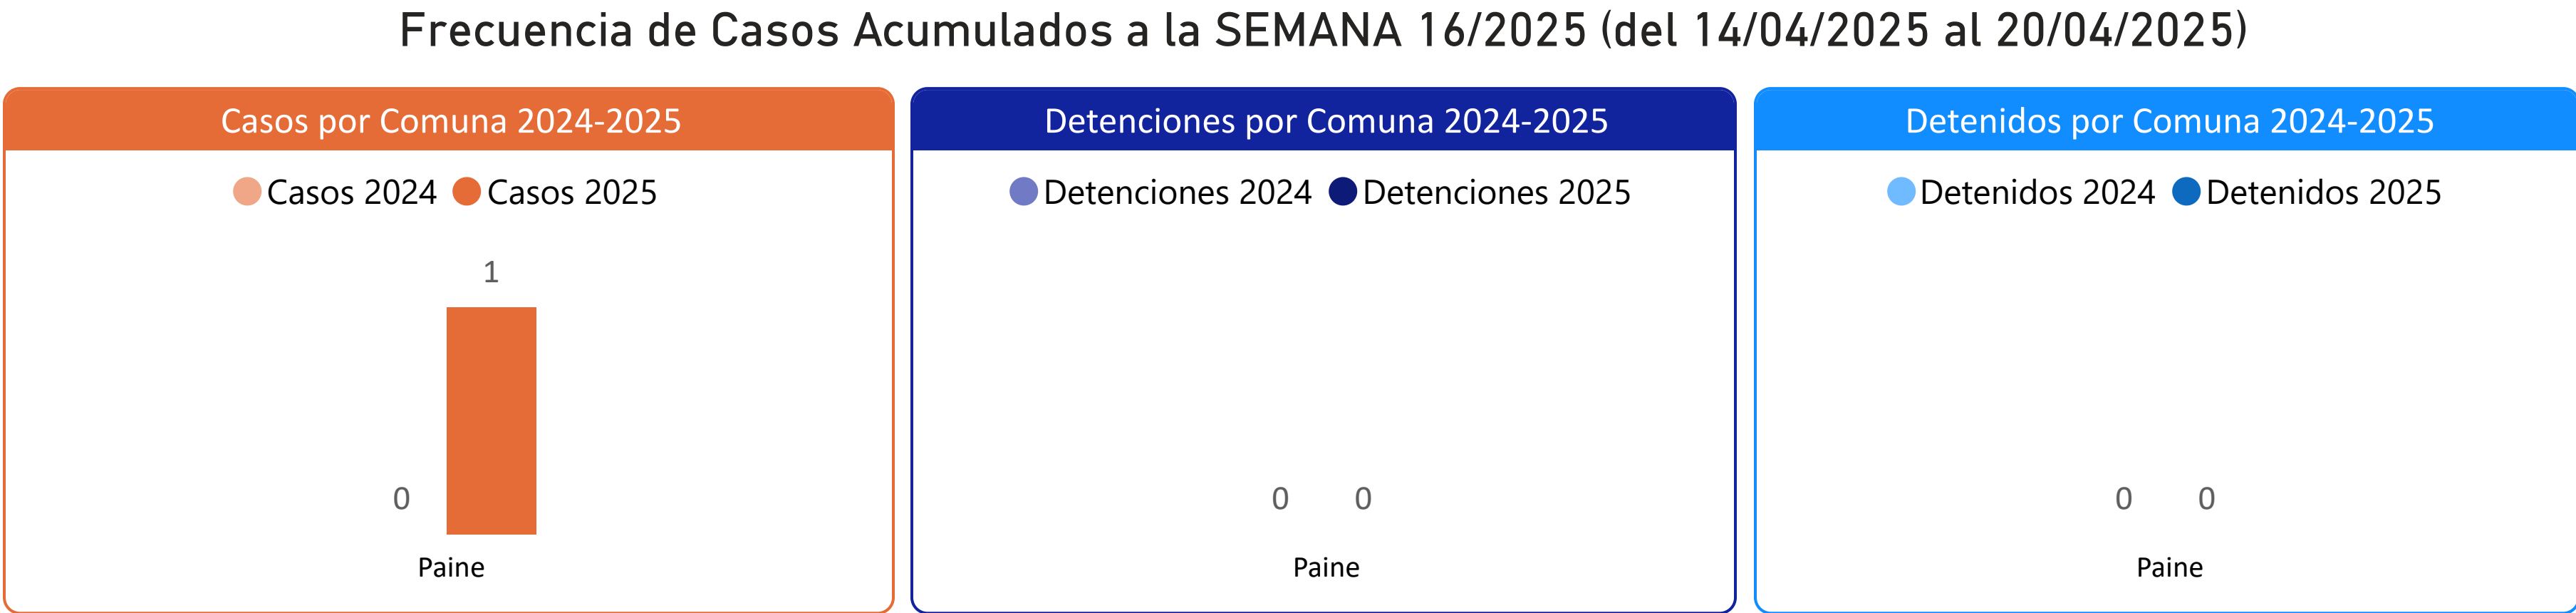 Frecuencia de Casos Acumulados a la SEMANA 16/2025 (del 14/04/2025 al 20/04/2025)
Casos por Comuna 2024-2025
Casos 2024 Casos 2025
1
0
Paine
Detenciones por Comuna 2024-2025
Detenciones 2024 Detenciones 2025
0 0
Paine
Detenidos por Comuna 2024-2025
Detenidos 2024 Detenidos 2025
0 0
Paine